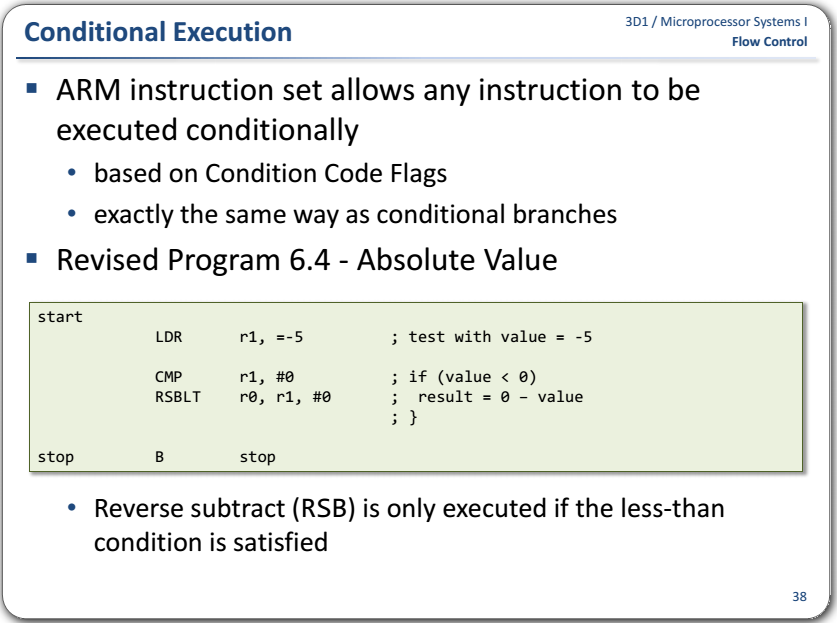 Conditional Execution
3D1 / Microprocessor Systems I
Flow Control
▪ ARM instruction set allows any instruction to be
executed conditionally
• based on Condition Code Flags
• exactly the same way as conditional branches
▪ Revised Program 6.4 - Absolute Value
start
LDR r1, =-5 ; test with value = -5
CMP r1, #0 ; if (value < 0)
RSBLT r0, r1, #0 ;  result = 0 – value
; }
stop B stop
• Reverse subtract (RSB) is only executed if the less-than
condition is satisfied
38